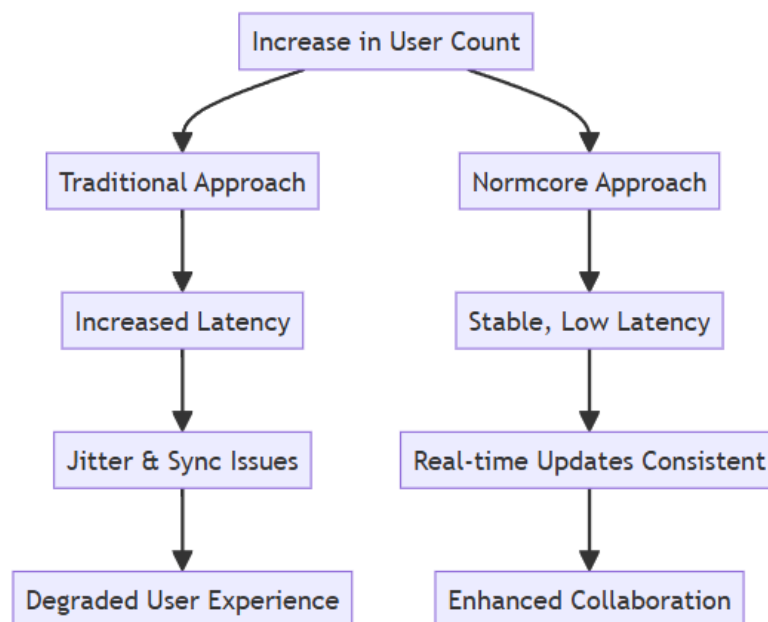 Increase in User Count
Traditional Approach
Normcore Approach
Increased Latency
Stable, Low Latency
Jitter & Sync Issues
Real-time Updates Consistent
Degraded User Experience
Enhanced Collaboration